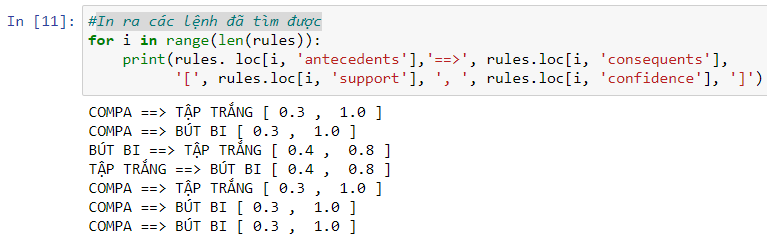 In [11]: #In ra các lệnh đã tìm được
for i in range(len(rules)):
print(rules. loc[i, 'antecedents'],'==>', rules.loc[i, 'consequents'],
'[', rules.loc[i, 'support'], ', ', rules.loc[i, 'confidence'], ']')
COMPA ==> TẬP TRẮNG [ 0.3 ,  1.0 ]
COMPA ==> BÚT BI [ 0.3 ,  1.0 ]
BÚT BI ==> TẬP TRẮNG [ 0.4 ,  0.8 ]
TẬP TRẮNG ==> BÚT BI [ 0.4 ,  0.8 ]
COMPA ==> TẬP TRẮNG [ 0.3 ,  1.0 ]
COMPA ==> BÚT BI [ 0.3 ,  1.0 ]
COMPA ==> BÚT BI [ 0.3 ,  1.0 ]